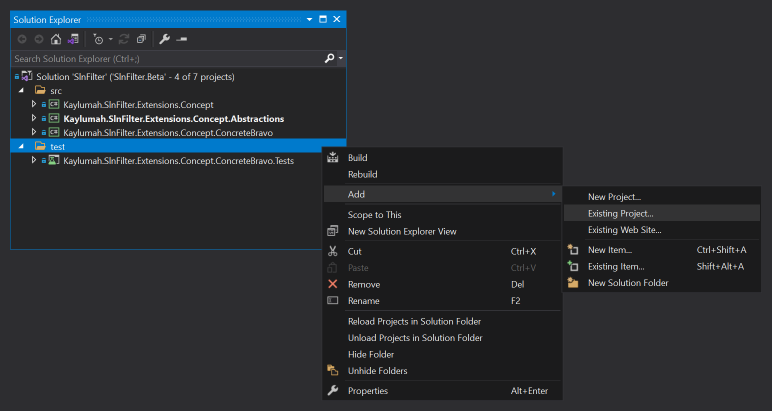 Solution Explorer
Search Solution Explorer (Ctrl+;)
Solution 'SlnFilter' ('SlnFilter.Beta' - 4 of 7 projects)
src
Kaylumah.SlnFilter.Extensions.Concept
Kaylumah.SlnFilter.Extensions.Concept.Abstractions
Kaylumah.SlnFilter.Extensions.Concept.ConcreteBravo
test
Kaylumah.SlnFilter.Extensions.Concept.ConcreteBravo.Tests
Build
Rebuild
Add
Scope to This
New Solution Explorer View
Cut Ctrl+X
Paste Ctrl+V
Remove Del
Rename F2
Reload Projects in Solution Folder
Unload Projects in Solution Folder
Hide Folder
Unhide Folders
Properties Alt+Enter
New Project...
Existing Project...
Existing Web Site...
New Item... Ctrl+Shift+A
Existing Item... Shift+Alt+A
New Solution Folder